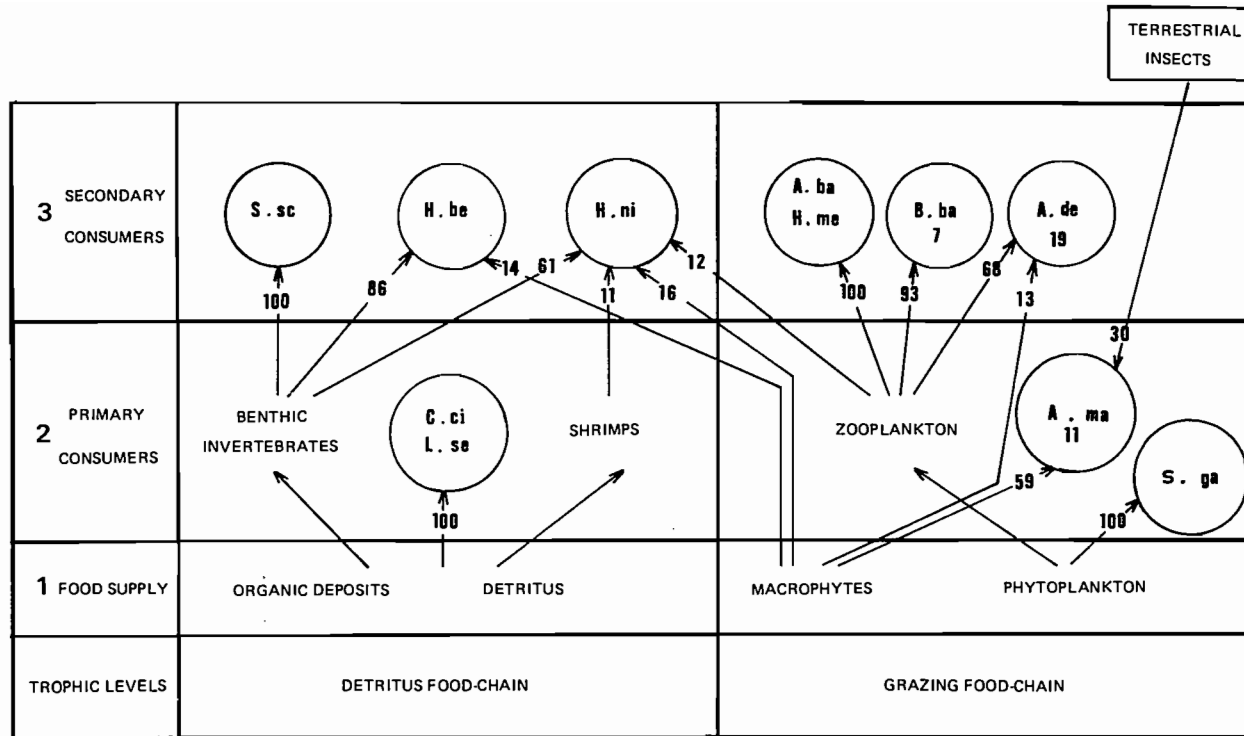 TERRESTRIAL
INSECTS
3 SECONDARY
CONSUMERS
S. sc
H. be
H. ni
A. ba
H. me
B. ba
7
A. de
19
100
86
14
61
11
16
12
100
93
68
13
30
2 PRIMARY
CONSUMERS
BENTHIC
INVERTEBRATES
C. ci
L. se
SHRIMPS
ZOOPLANKTON
A. ma
11
S. ga
100
59
100
1 FOOD SUPPLY
ORGANIC DEPOSITS
DETRITUS
MACROPHYTES
PHYTOPLANKTON
TROPHIC LEVELS
DETRITUS FOOD-CHAIN
GRAZING FOOD-CHAIN